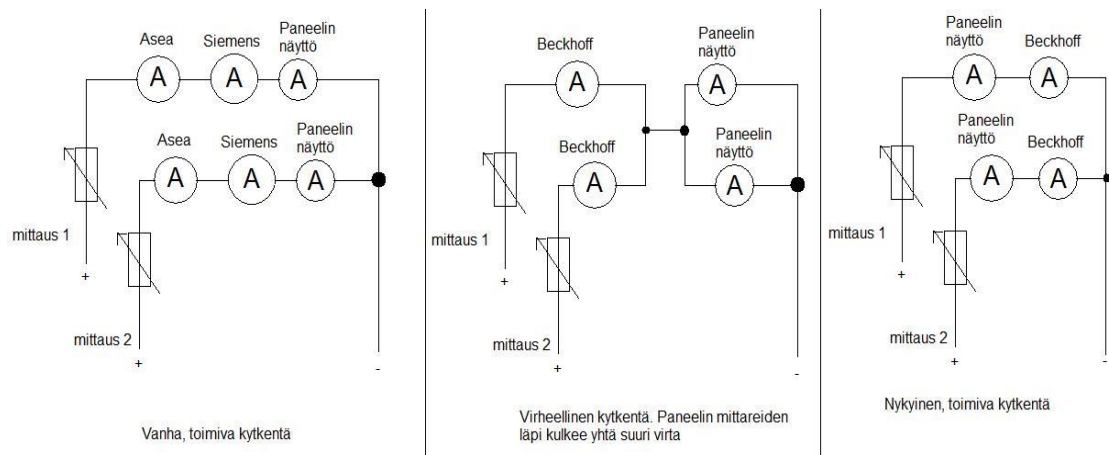 Asea
Siemens
Paneelin
näyttö
A
A
A
Asea
Siemens
Paneelin
näyttö
A
A
A
mittaus 1
+
mittaus 2
+
-
Vanha, toimiva kytkentä
Beckhoff
Paneelin
näyttö
A
A
Beckhoff
Paneelin
näyttö
A
A
mittaus 1
+
mittaus 2
+
-
Virheellinen kytkentä. Paneelin mittareiden
läpi kulkee yhtä suuri virta
Paneelin
näyttö
Beckhoff
A
A
Paneelin
näyttö
Beckhoff
A
A
mittaus 1
+
mittaus 2
+
-
Nykyinen, toimiva kytkentä